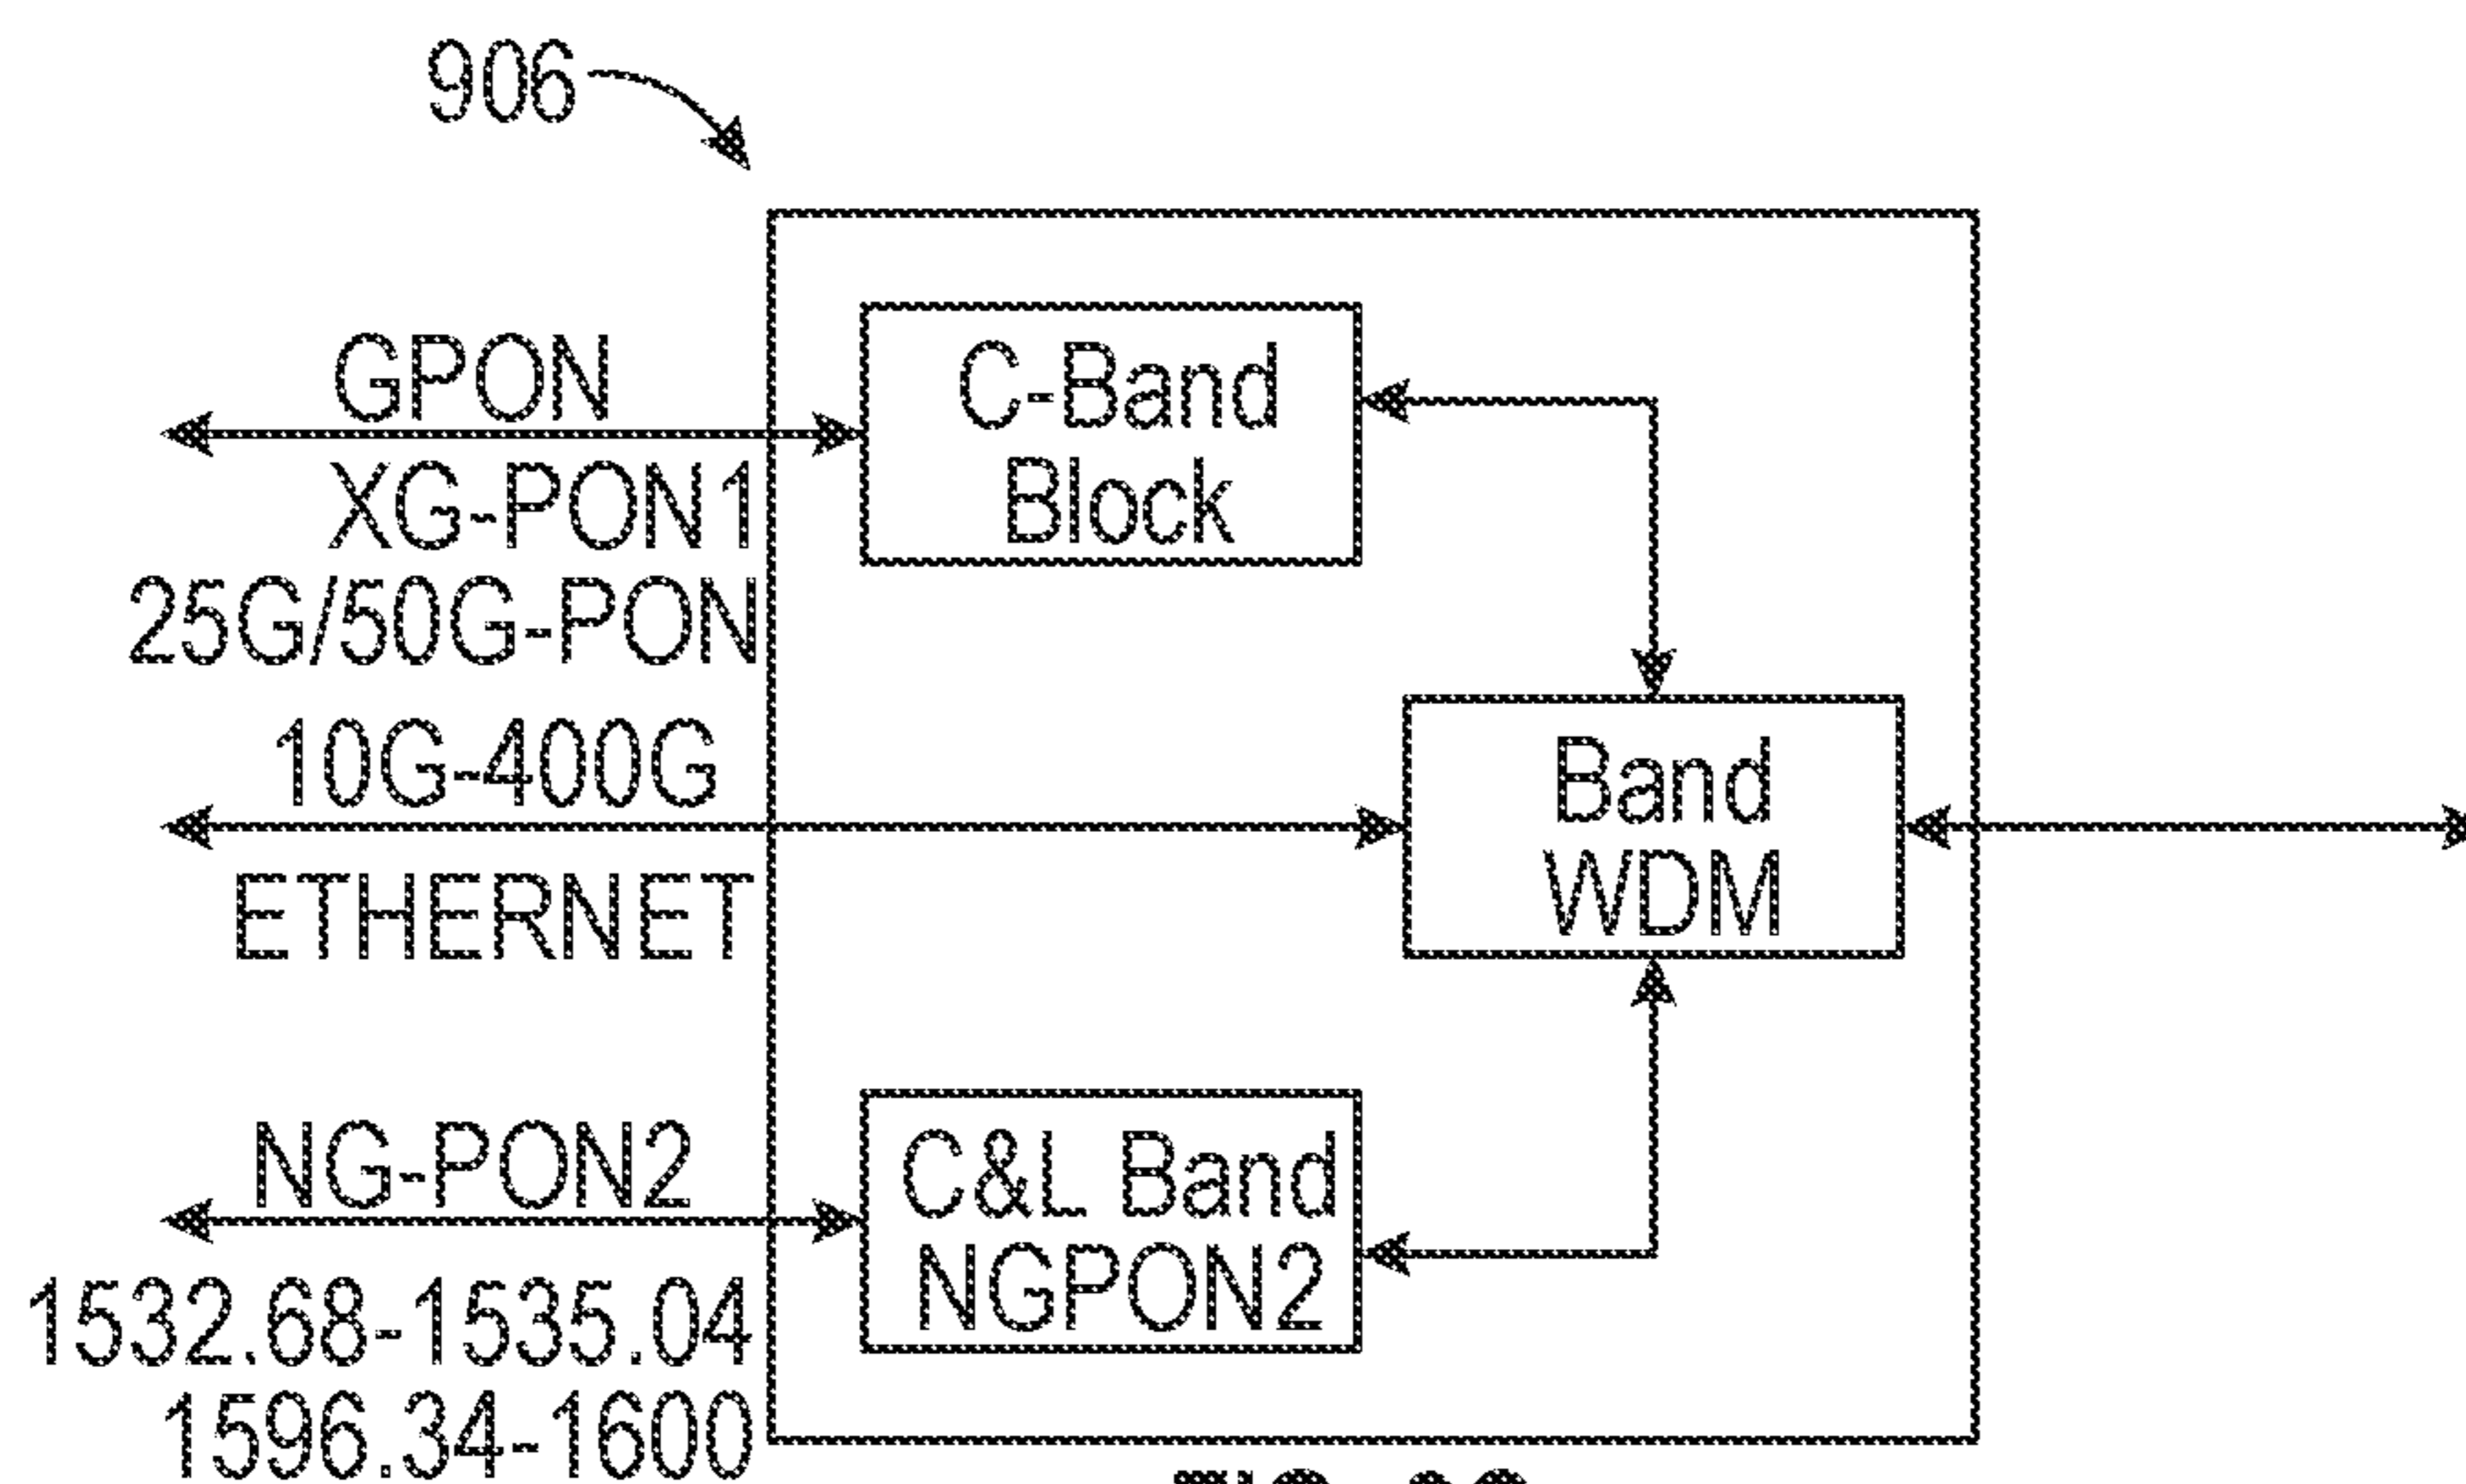 906
GPON
XG-PON1
25G/50G-PON
C-Band
Block
10G-400G
ETHERNET
Band
WDM
NG-PON2
1532.68-1535.04
1596.34-1600
C&L Band
NGPON2